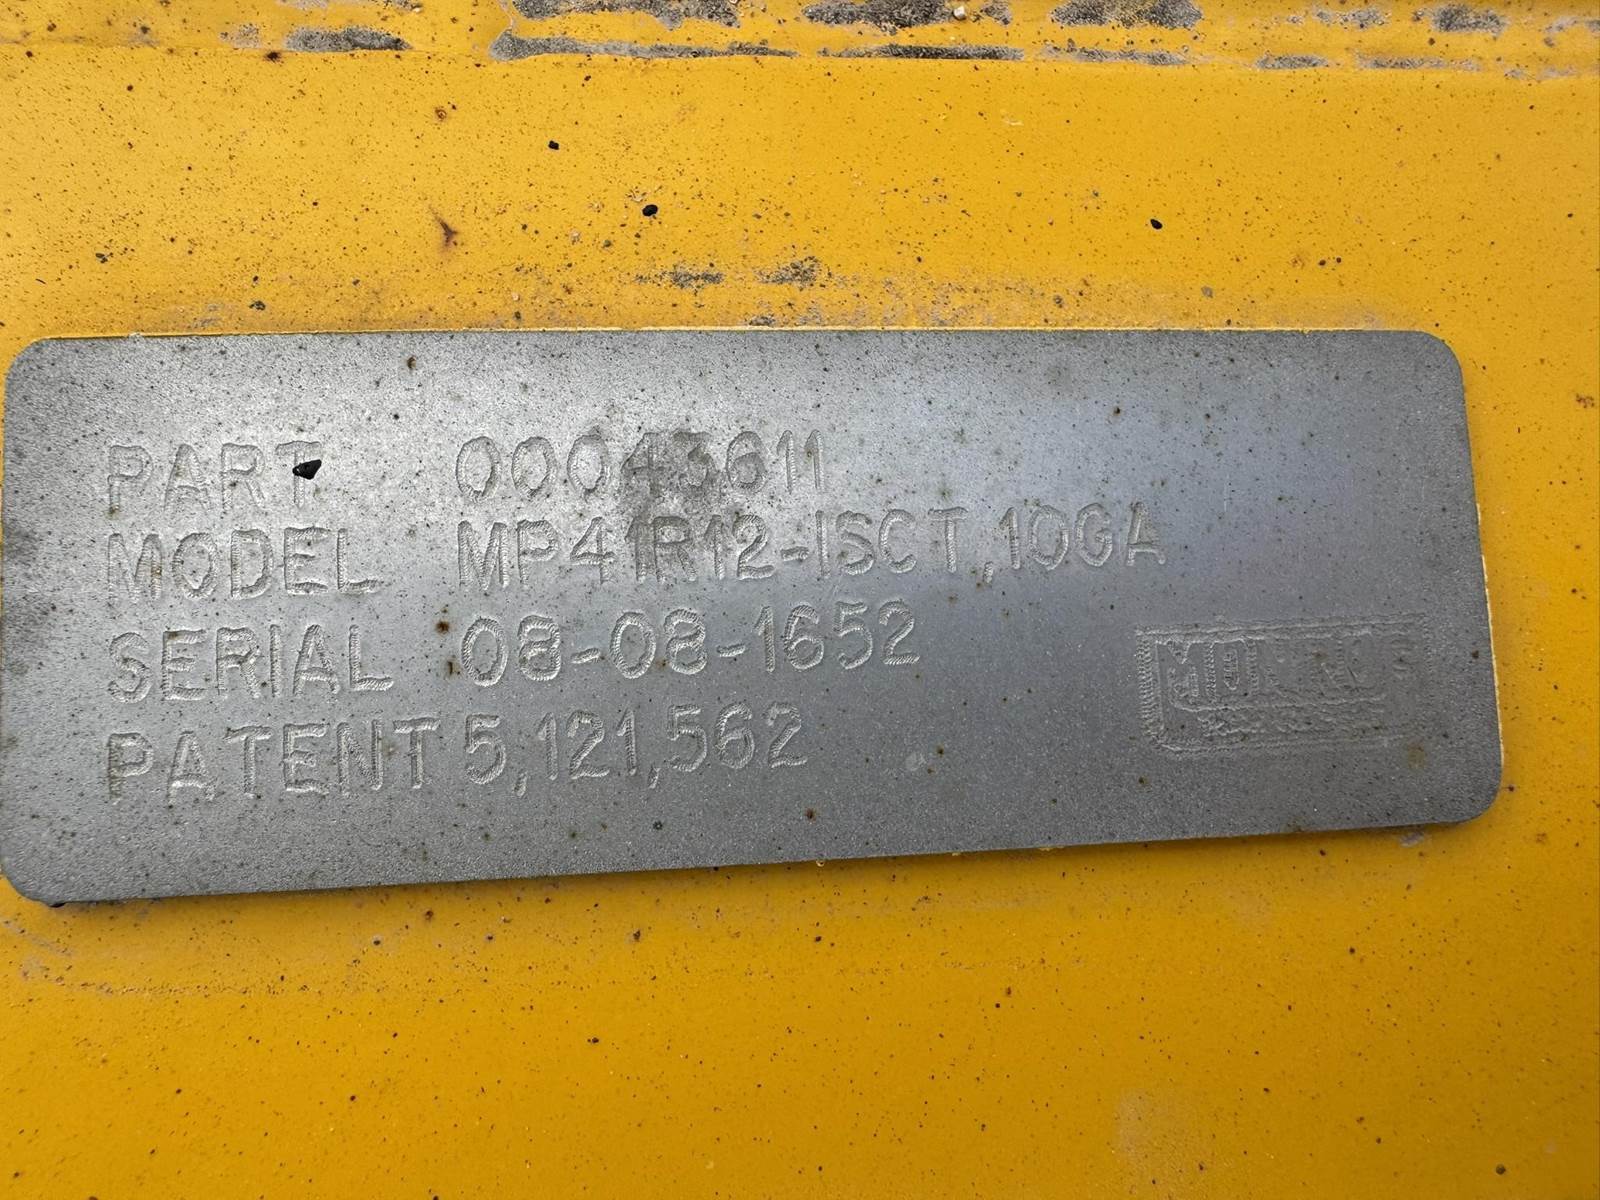 PART 00043611
MODEL MP41R12-ISCT,10GA
SERIAL 08-08-1652
PATENT 5,121,562